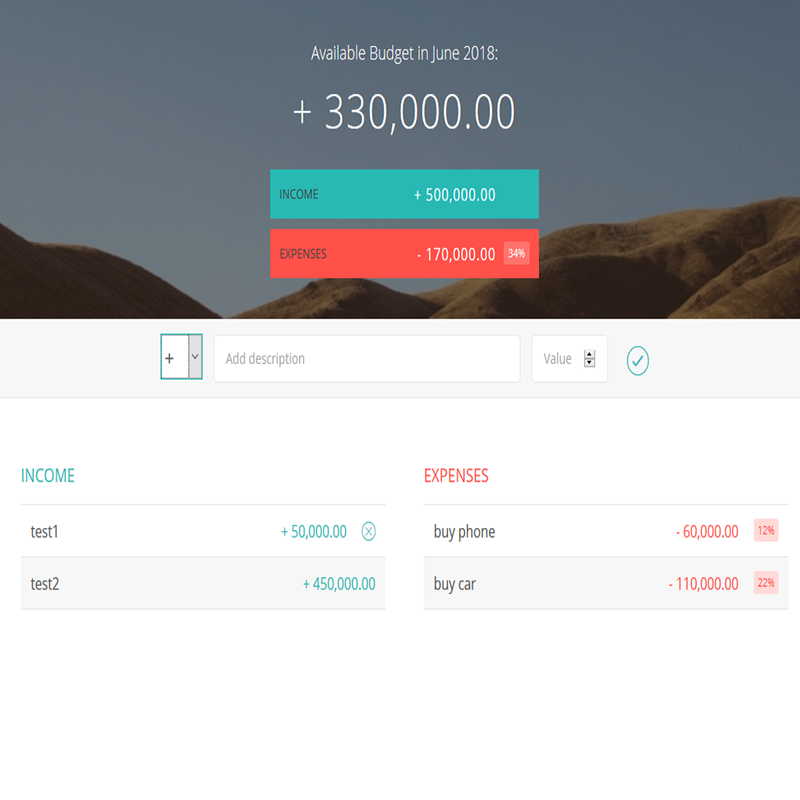 Available Budget in June 2018:
+ 330,000.00
INCOME + 500,000.00
EXPENSES - 170,000.00 34%
+ Add description Value
INCOME
test1 + 50,000.00
test2 + 450,000.00
EXPENSES
buy phone - 60,000.00 12%
buy car - 110,000.00 22%